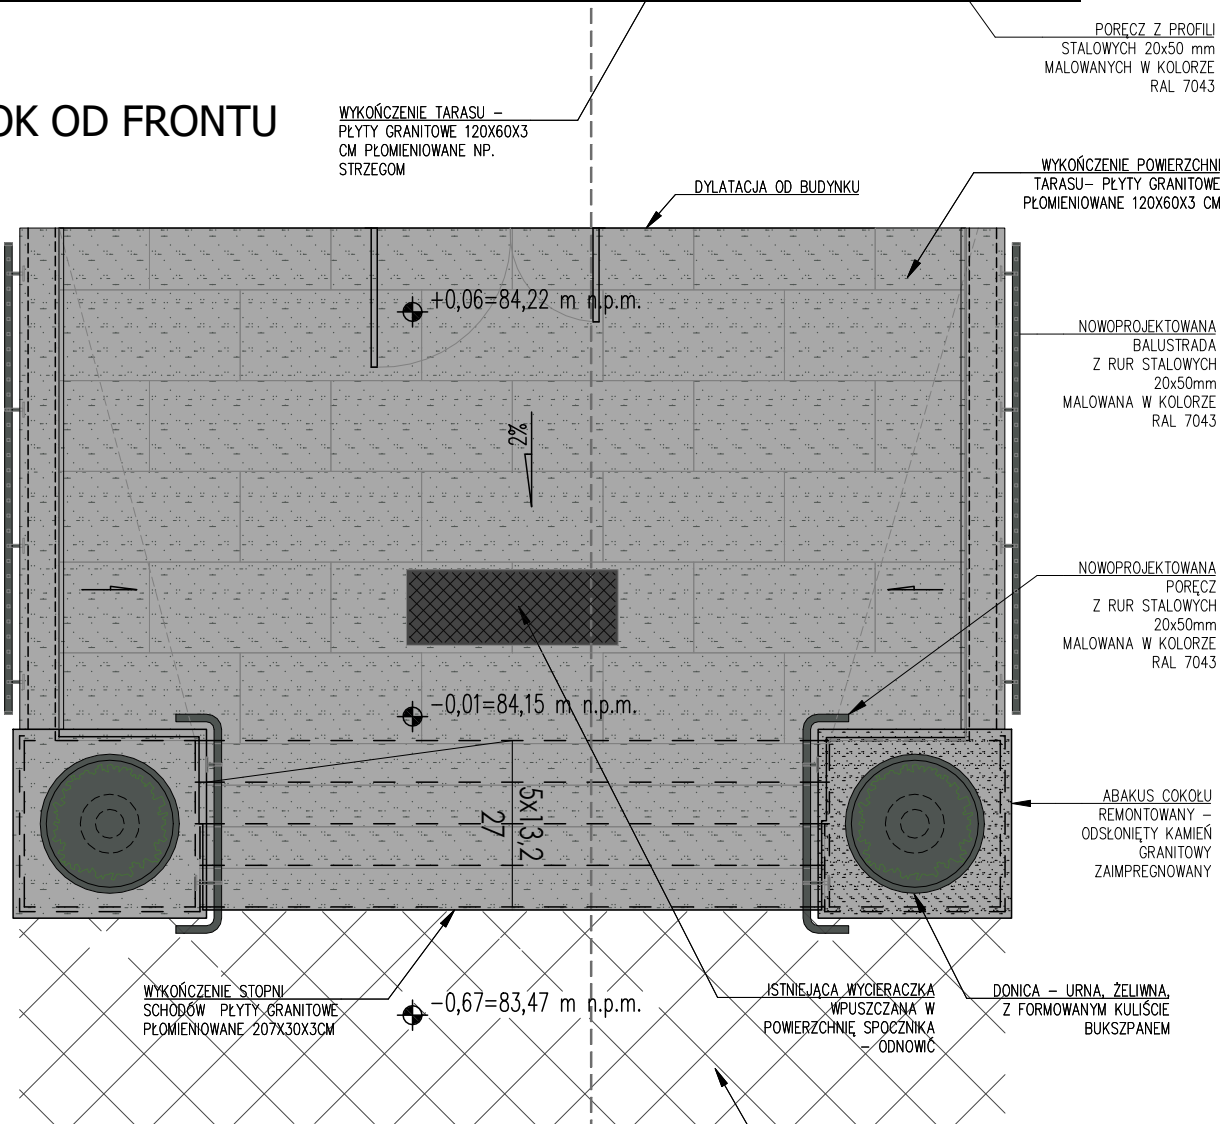 PORĘCZ Z PROFILI
STALOWYCH 20x50 mm
MALOWANYCH W KOLORZE
RAL 7043
OK OD FRONTU
WYKOŃCZENIE TARASU –
PŁYTY GRANITOWE 120X60X3
CM PŁOMIENIOWANE NP.
STRZEGOM
DYLATACJA OD BUDYNKU
WYKOŃCZENIE POWIERZCHNI
TARASU– PŁYTY GRANITOWE
PŁOMIENIOWANE 120X60X3 CM
+0,06=84,22 m n.p.m.
NOWOPROJEKTOWANA
BALUSTRADA
Z RUR STALOWYCH
20x50mm
MALOWANA W KOLORZE
RAL 7043
2%
NOWOPROJEKTOWANA
PORĘCZ
Z RUR STALOWYCH
20x50mm
MALOWANA W KOLORZE
RAL 7043
–0,01=84,15 m n.p.m.
5x13,2
27
ABAKUS COKOŁU
REMONTOWANY –
ODSŁONIĘTY KAMIEŃ
GRANITOWY
ZAIMPREGNOWANY
WYKOŃCZENIE STOPNI
SCHODÓW PŁYTY GRANITOWE
PŁOMIENIOWANE 207X30X3CM
–0,67=83,47 m n.p.m.
ISTNIEJĄCA WYCIERACZKA
WPUSZCZANA W
POWIERZCHNIĘ SPOCZNIKA
– ODNOWIĆ
DONICA – URNA, ŻELIWNA,
Z FORMOWANYM KULIŚCIE
BUKSZPANEM